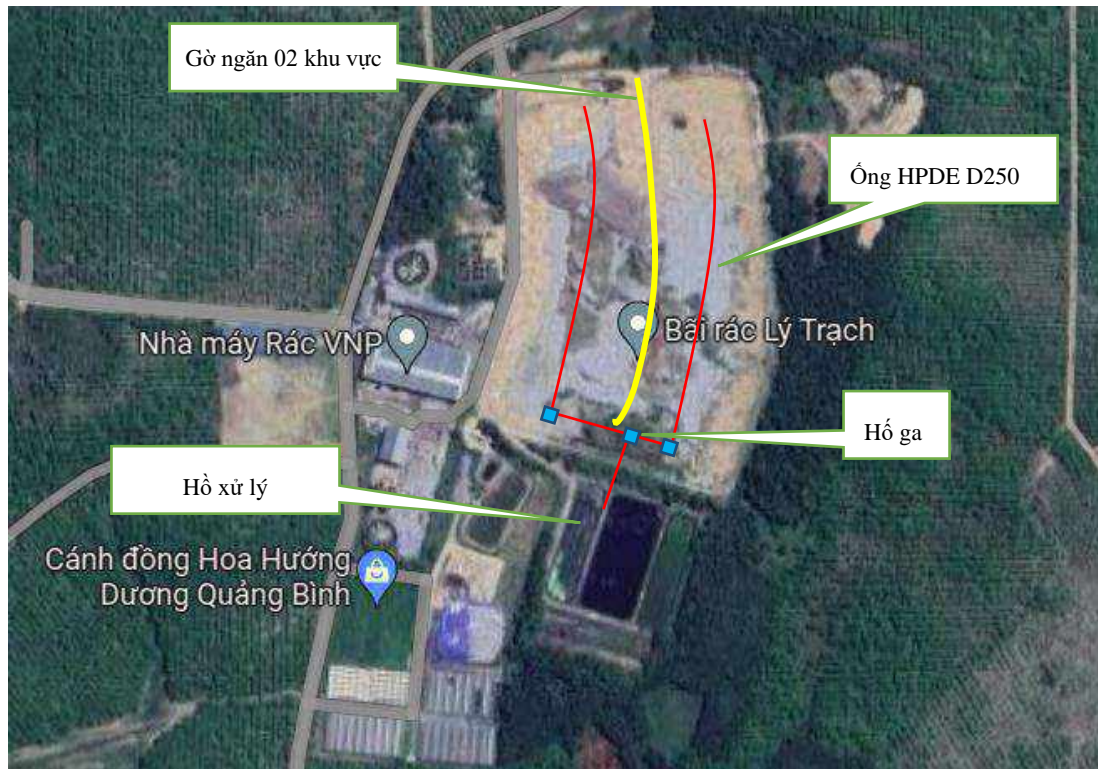 Gờ ngăn 02 khu vực
Ống HPDE D250
Nhà máy Rác VNP
Bãi rác Lý Trạch
Hố ga
Hồ xử lý
Cánh đồng Hoa Hướng
Dương Quảng Bình